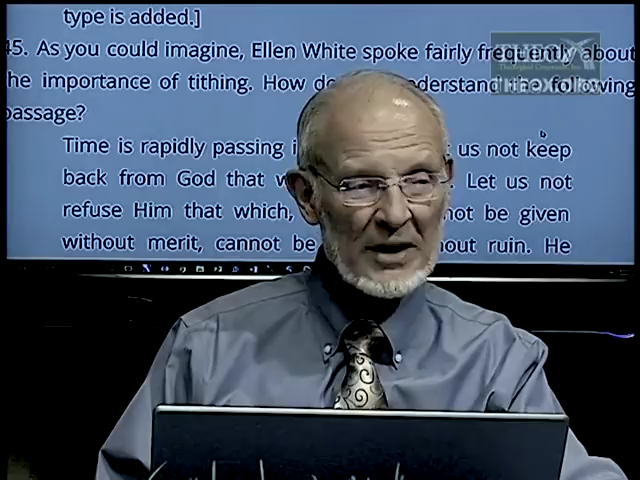 type is added.]
45. As you could imagine, Ellen White spoke fairly frequently about
the importance of tithing. How do understand the following
passage?
Time is rapidly passing us not keep
back from God that Let us not
refuse Him that which, not be given
without merit, cannot be without ruin. He